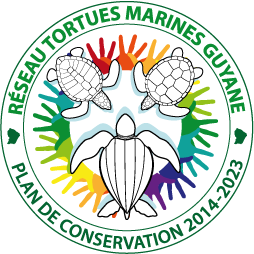 RÉSEAU TORTUES MARINES GUYANE
PLAN DE CONSERVATION 2014-2023